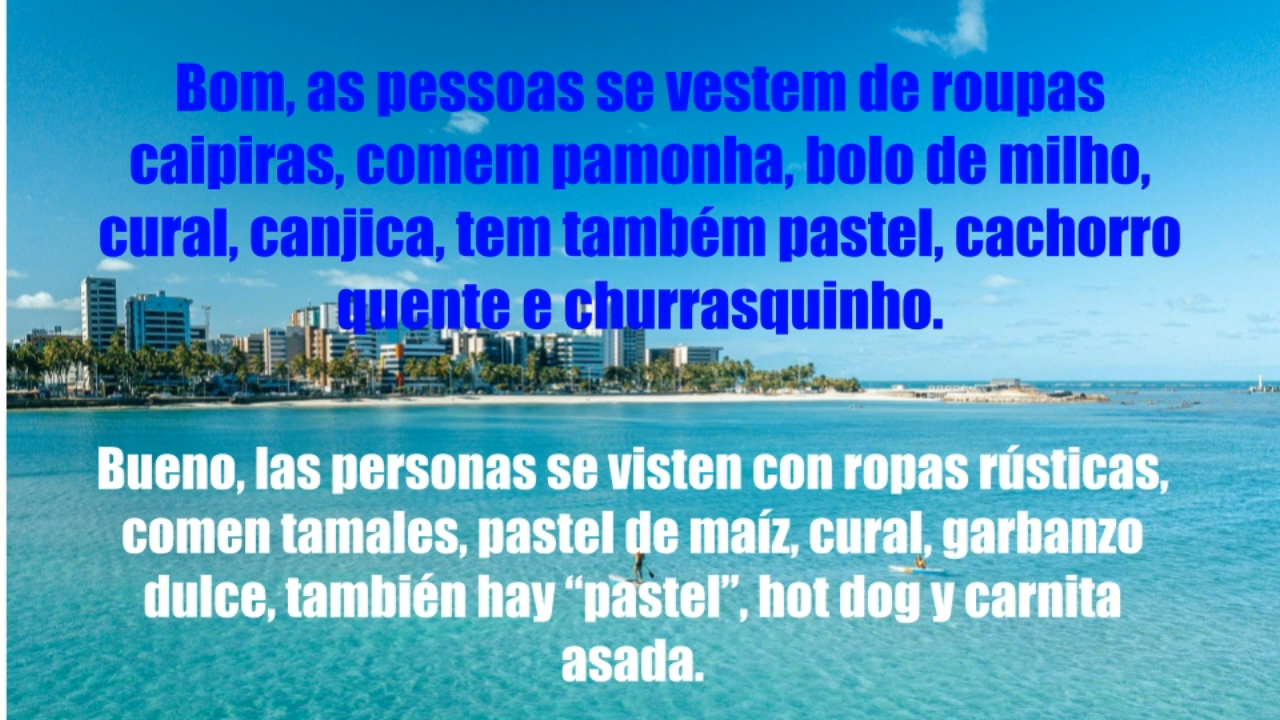 Bom, as pessoas se vestem de roupas
caipiras, comem pamonha, bolo de milho,
cural, canjica, tem também pastel, cachorro
quente e churrasquinho.
Bueno, las personas se visten con ropas rústicas,
comen tamales, pastel de maíz, cural, garbanzo
dulce, también hay “pastel”, hot dog y carnita
asada.